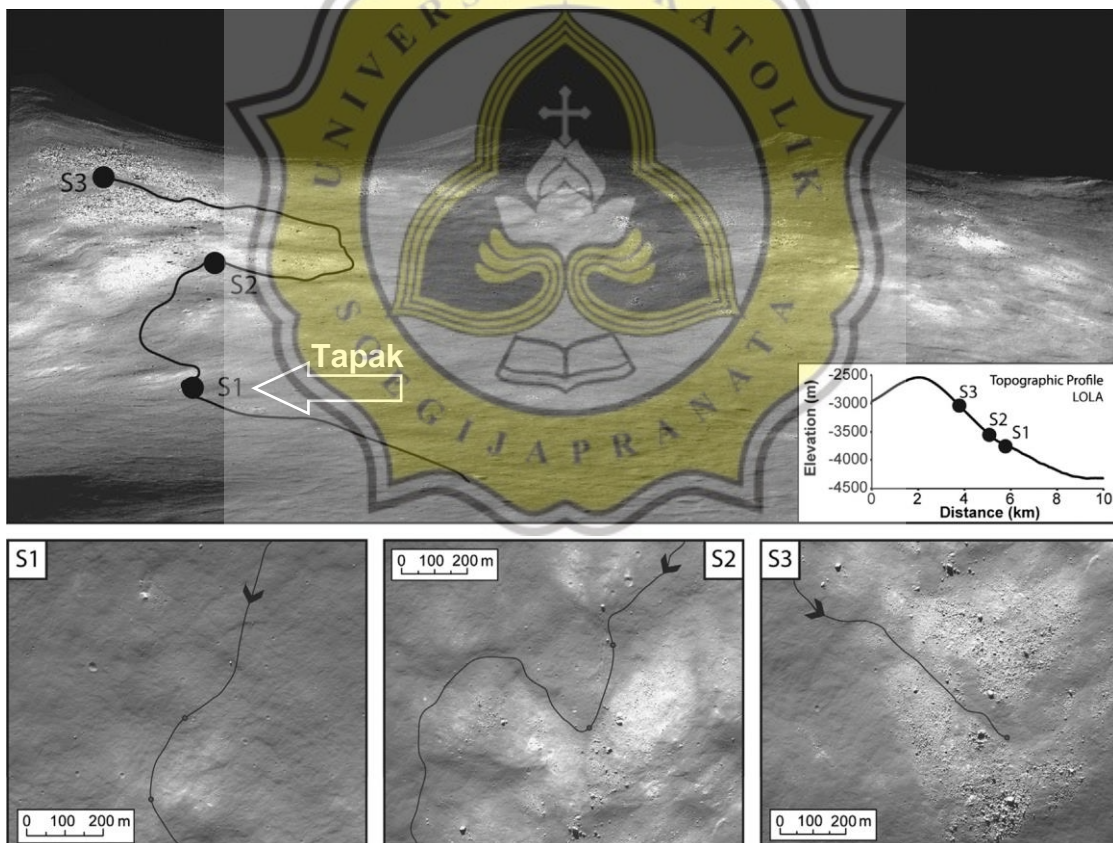 UNIVERSITAS KATOLIK
SOEGIJAPRANATA
S3
S2
S1
Tapak
Topographic Profile
LOLA
Elevation (m)
-2500
-3000
-3500
-4000
-4500
S3
S2
S1
0 2 4 6 8 10
Distance (km)
S1
0 100 200 m
0 100 200 m
S2
S3
0 100 200 m